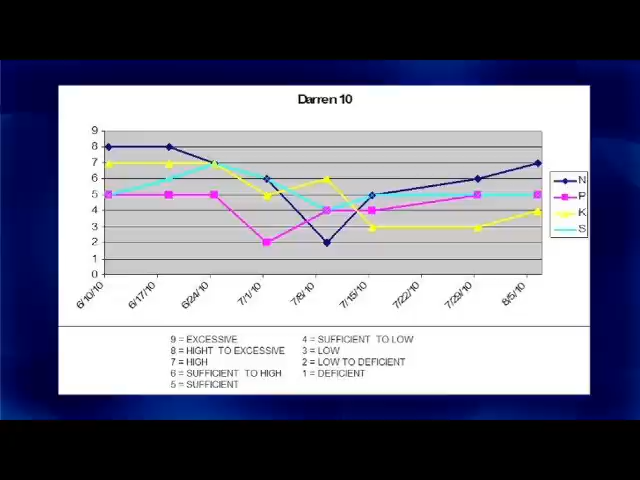 Darren 10
9
8
7
6
5
4
3
2
1
0
6/10/10
6/17/10
6/24/10
7/1/10
7/8/10
7/15/10
7/22/10
7/29/10
8/5/10
N
P
K
S
9 = EXCESSIVE
8 = HIGHT TO EXCESSIVE
7 = HIGH
6 = SUFFICIENT TO HIGH
5 = SUFFICIENT
4 = SUFFICIENT TO LOW
3 = LOW
2 = LOW TO DEFICIENT
1 = DEFICIENT